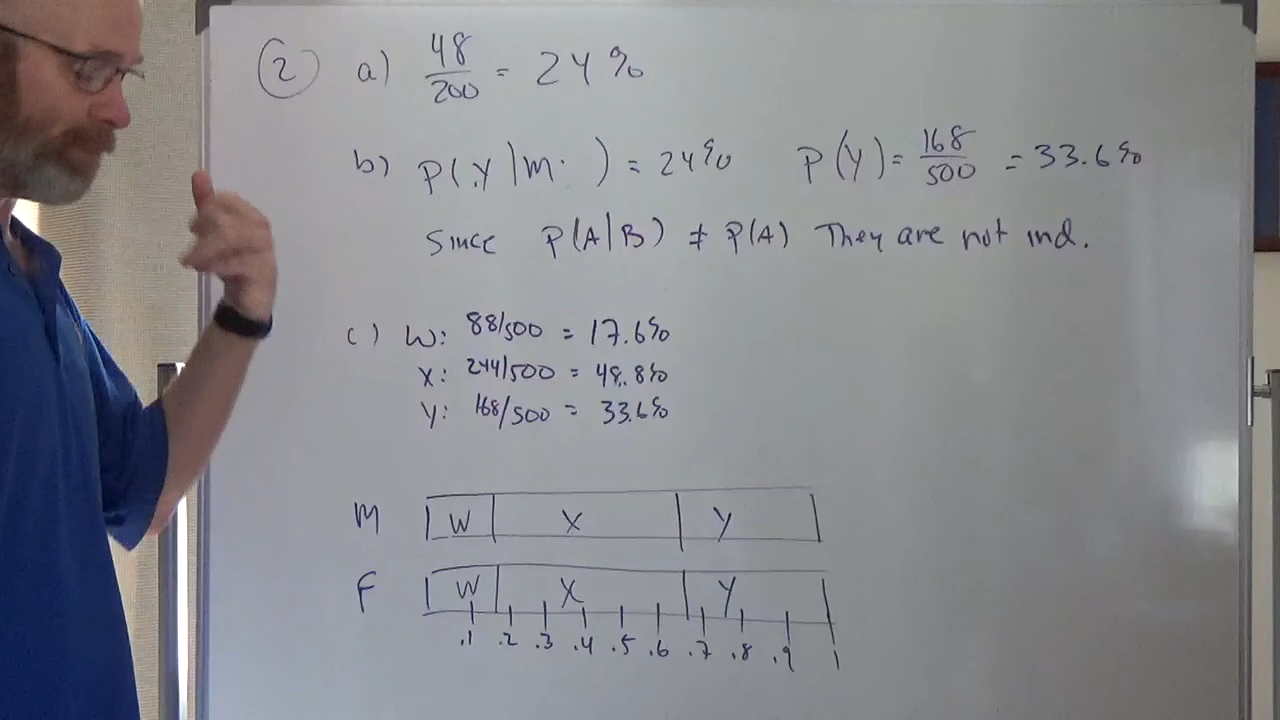 ② a) 48/200 = 24%
b) P(Y|m) = 24% P(Y) = 168/500 = 33.6%
Since P(A|B) ≠ P(A) They are not ind.
c) W: 88/500 = 17.6%
X: 244/500 = 48.8%
Y: 168/500 = 33.6%
M W X Y
F W X Y
.1 .2 .3 .4 .5 .6 .7 .8 .9 1